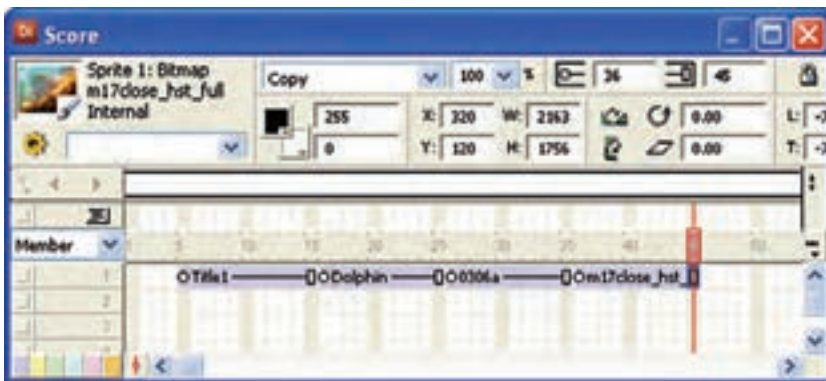 Score
Sprite 1: Bitmap
m17close_hst_full
Internal
Copy 100 % 36 45
255 X: 320 W: 2163 0.00 L:
0 Y: 120 H: 1756 0.00 T:
Member 5 10 15 20 25 30 35 40 50
1 Title1 Dolphin 0306a m17close_hst_
2
3